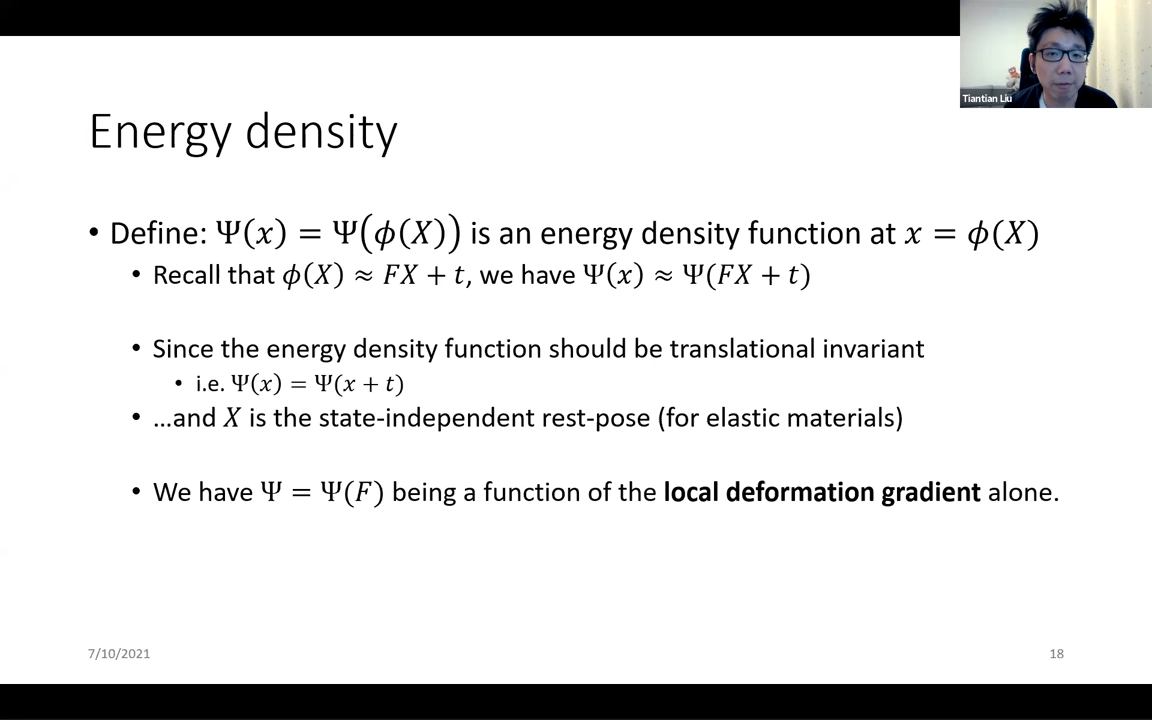 Tiantian Liu
Energy density
• Define: Ψ(x) = Ψ(ϕ(X)) is an energy density function at x = ϕ(X)
• Recall that ϕ(X) ≈ FX + t, we have Ψ(x) ≈ Ψ(FX + t)
• Since the energy density function should be translational invariant
• i.e. Ψ(x) = Ψ(x + t)
• …and X is the state-independent rest-pose (for elastic materials)
• We have Ψ = Ψ(F) being a function of the local deformation gradient alone.
7/10/2021
18